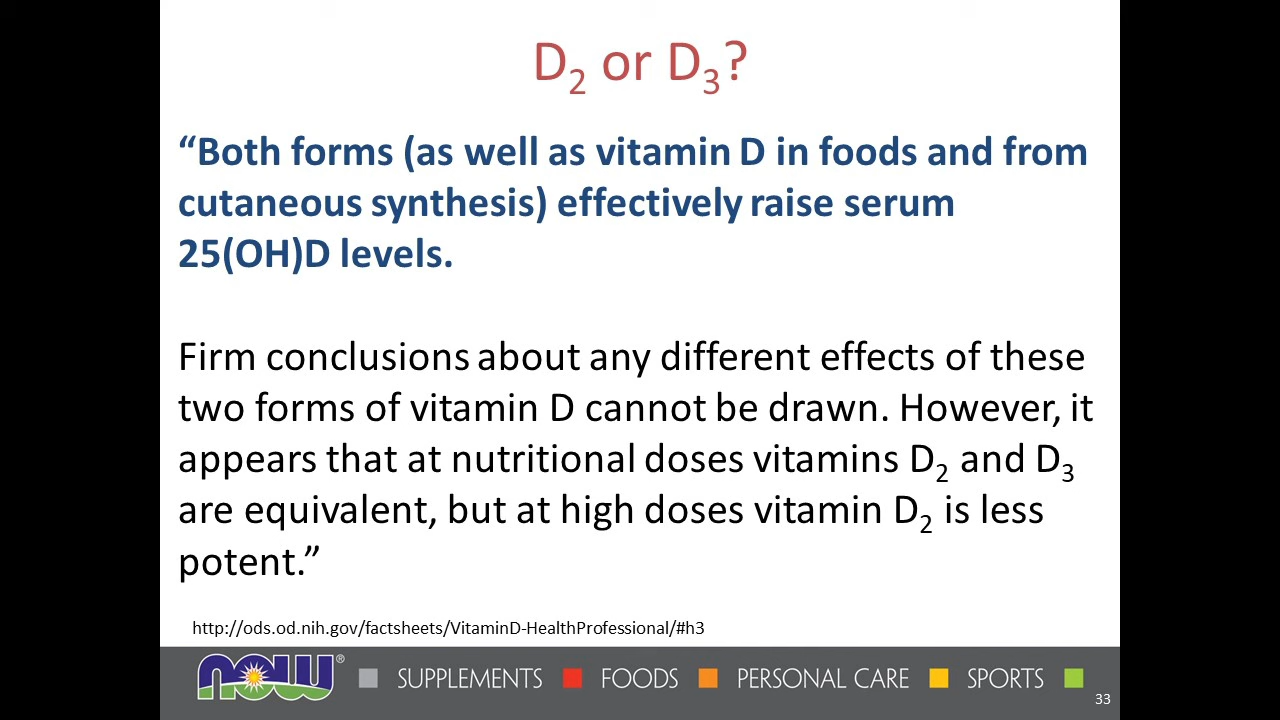 D₂ or D₃?
“Both forms (as well as vitamin D in foods and from
cutaneous synthesis) effectively raise serum
25(OH)D levels.
Firm conclusions about any different effects of these
two forms of vitamin D cannot be drawn. However, it
appears that at nutritional doses vitamins D₂ and D₃
are equivalent, but at high doses vitamin D₂ is less
potent.”
http://ods.od.nih.gov/factsheets/VitaminD-HealthProfessional/#h3
now® SUPPLEMENTS FOODS PERSONAL CARE SPORTS
33